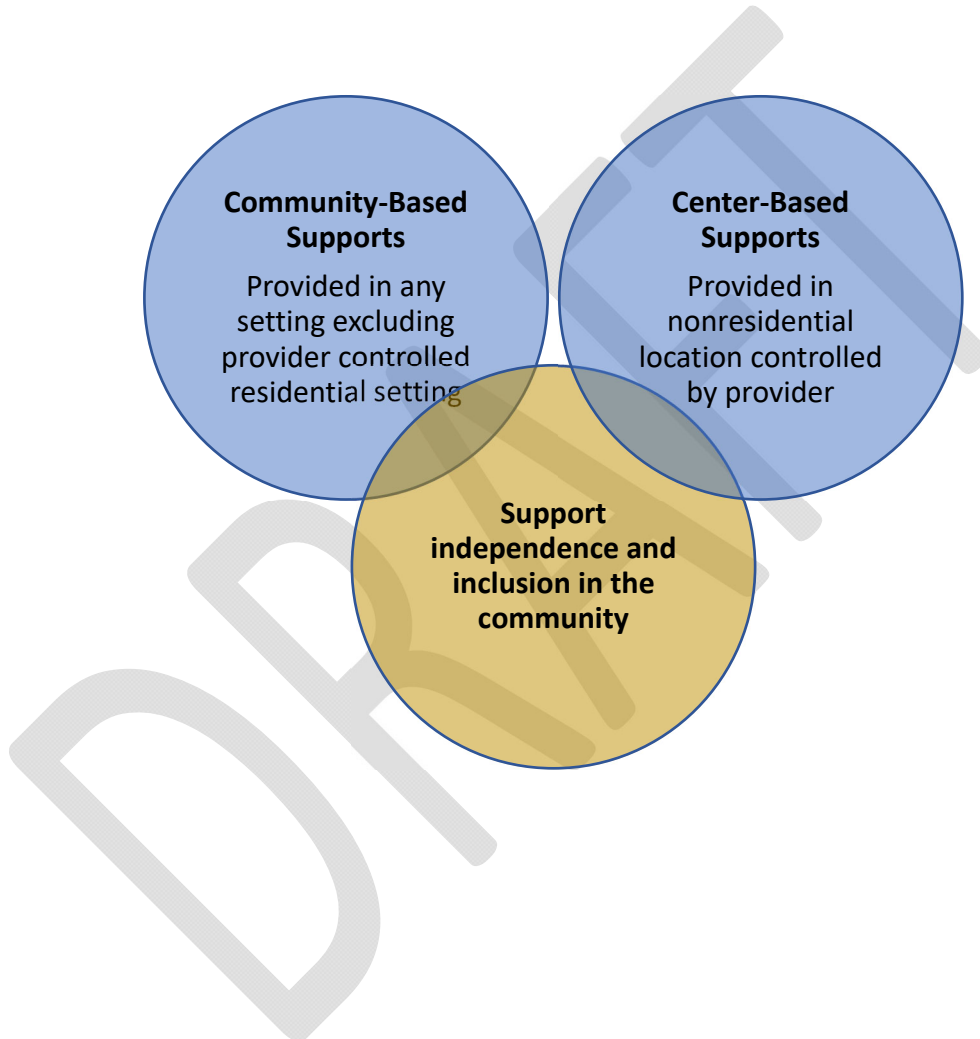 Community-Based
Supports
Provided in any
setting excluding
provider controlled
residential setting
Center-Based
Supports
Provided in
nonresidential
location controlled
by provider
Support
independence and
inclusion in the
community
DRAFT